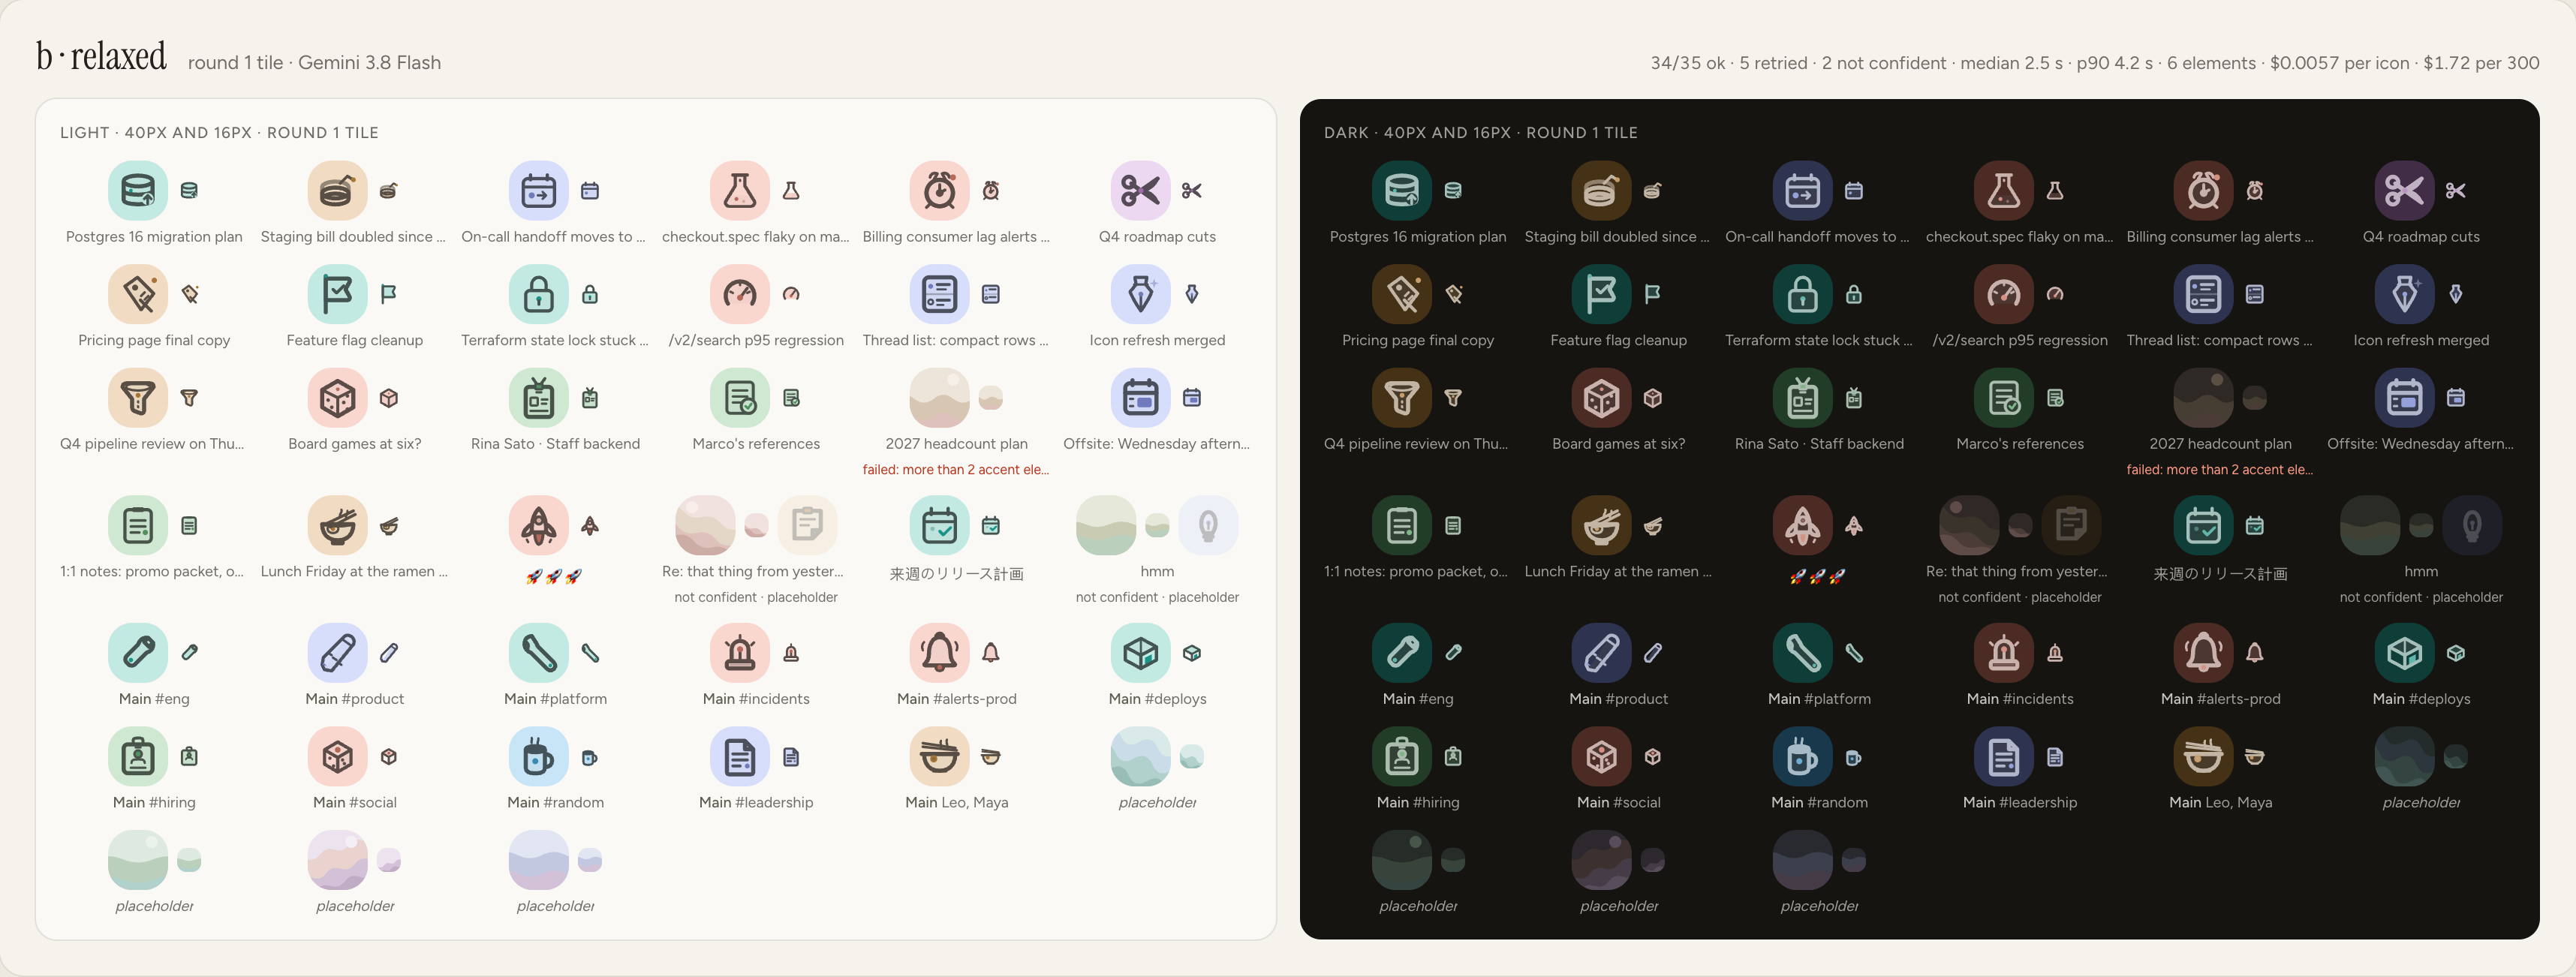 b · relaxed round 1 tile · Gemini 3.8 Flash
34/35 ok · 5 retried · 2 not confident · median 2.5 s · p90 4.2 s · 6 elements · $0.0057 per icon · $1.72 per 300
LIGHT · 40PX AND 16PX · ROUND 1 TILE
Postgres 16 migration plan
Staging bill doubled since ...
On-call handoff moves to ...
checkout.spec flaky on ma...
Billing consumer lag alerts ...
Q4 roadmap cuts
Pricing page final copy
Feature flag cleanup
Terraform state lock stuck ...
/v2/search p95 regression
Thread list: compact rows ...
Icon refresh merged
Q4 pipeline review on Thu...
Board games at six?
Rina Sato · Staff backend
Marco's references
2027 headcount plan
failed: more than 2 accent ele...
Offsite: Wednesday aftern...
1:1 notes: promo packet, o...
Lunch Friday at the ramen ...
🚀🚀🚀
Re: that thing from yester...
not confident · placeholder
来週のリリース計画
hmm
not confident · placeholder
Main #eng
Main #product
Main #platform
Main #incidents
Main #alerts-prod
Main #deploys
Main #hiring
Main #social
Main #random
Main #leadership
Main Leo, Maya
placeholder
placeholder
placeholder
placeholder
DARK · 40PX AND 16PX · ROUND 1 TILE
Postgres 16 migration plan
Staging bill doubled since ...
On-call handoff moves to ...
checkout.spec flaky on ma...
Billing consumer lag alerts ...
Q4 roadmap cuts
Pricing page final copy
Feature flag cleanup
Terraform state lock stuck ...
/v2/search p95 regression
Thread list: compact rows ...
Icon refresh merged
Q4 pipeline review on Thu...
Board games at six?
Rina Sato · Staff backend
Marco's references
2027 headcount plan
failed: more than 2 accent ele...
Offsite: Wednesday aftern...
1:1 notes: promo packet, o...
Lunch Friday at the ramen ...
🚀🚀🚀
Re: that thing from yester...
not confident · placeholder
来週のリリース計画
hmm
not confident · placeholder
Main #eng
Main #product
Main #platform
Main #incidents
Main #alerts-prod
Main #deploys
Main #hiring
Main #social
Main #random
Main #leadership
Main Leo, Maya
placeholder
placeholder
placeholder
placeholder